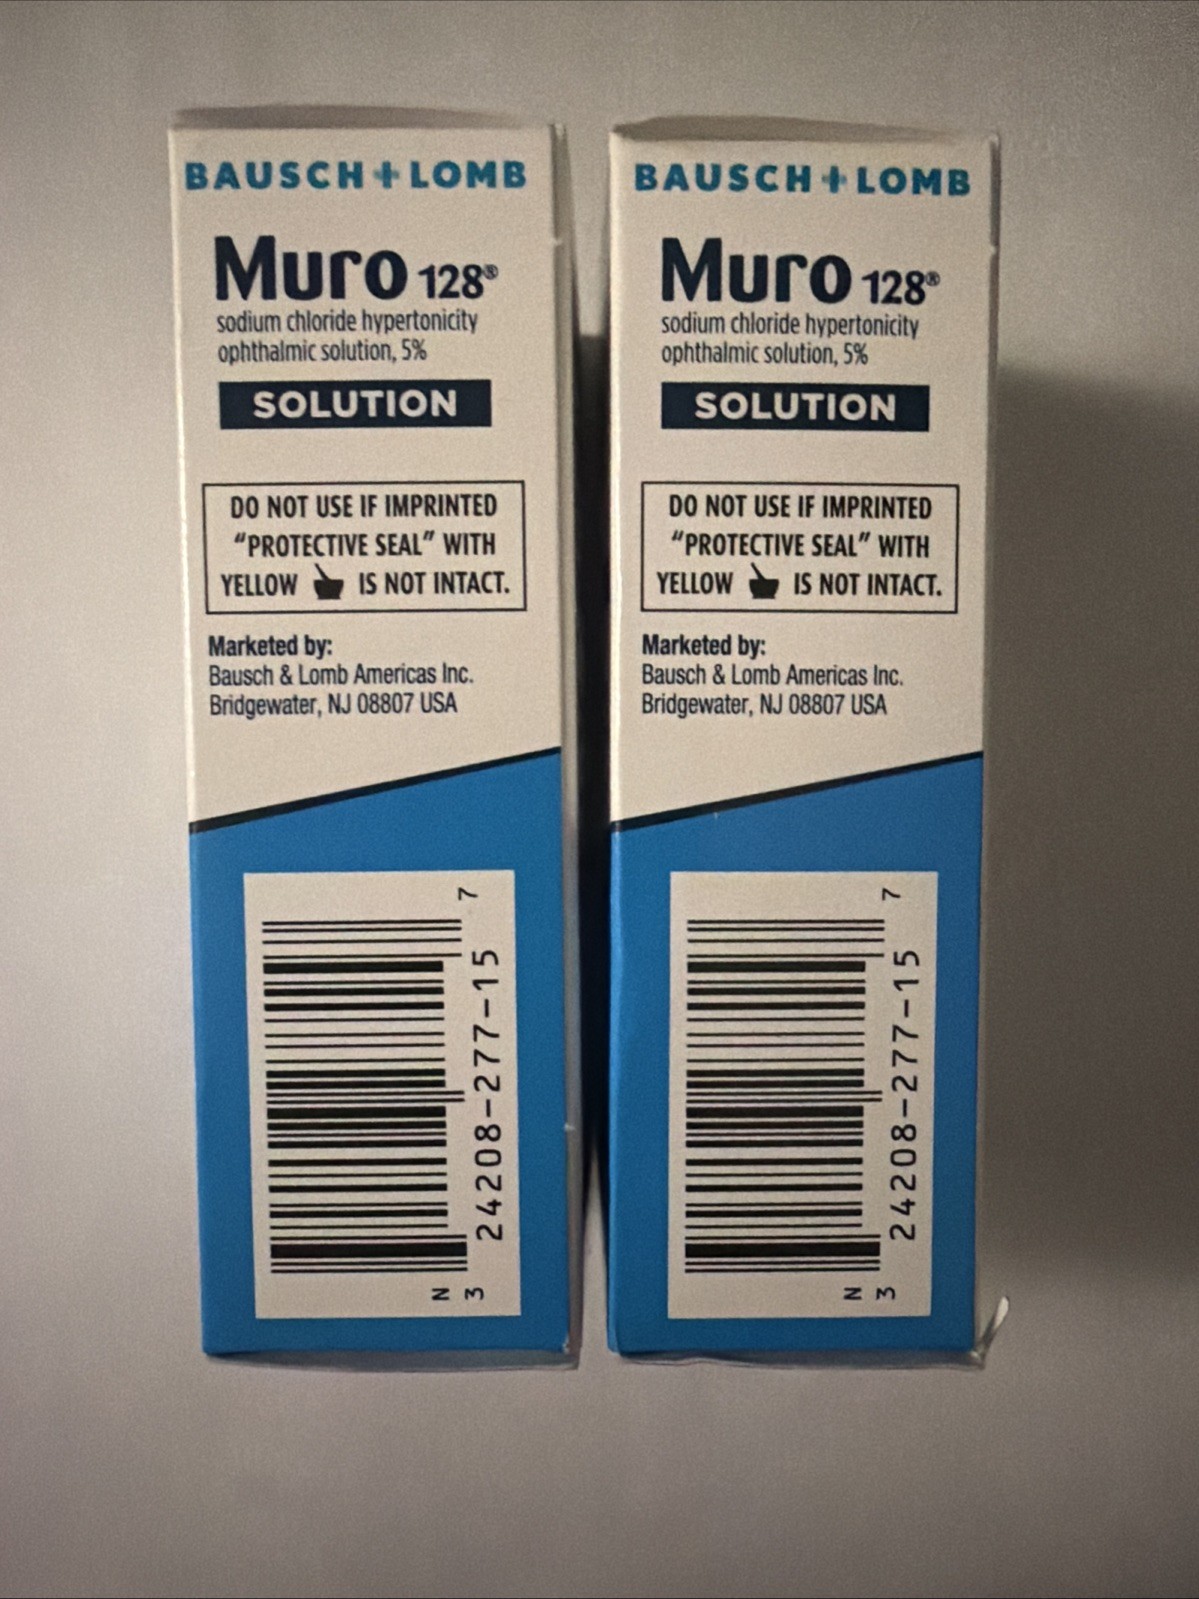 BAUSCH + LOMB
Muro 128®
sodium chloride hypertonicity
ophthalmic solution, 5%
SOLUTION
DO NOT USE IF IMPRINTED
“PROTECTIVE SEAL” WITH
YELLOW IS NOT INTACT.
Marketed by:
Bausch & Lomb Americas Inc.
Bridgewater, NJ 08807 USA
N
3 24208-277-15 7
BAUSCH + LOMB
Muro 128®
sodium chloride hypertonicity
ophthalmic solution, 5%
SOLUTION
DO NOT USE IF IMPRINTED
“PROTECTIVE SEAL” WITH
YELLOW IS NOT INTACT.
Marketed by:
Bausch & Lomb Americas Inc.
Bridgewater, NJ 08807 USA
N
3 24208-277-15 7